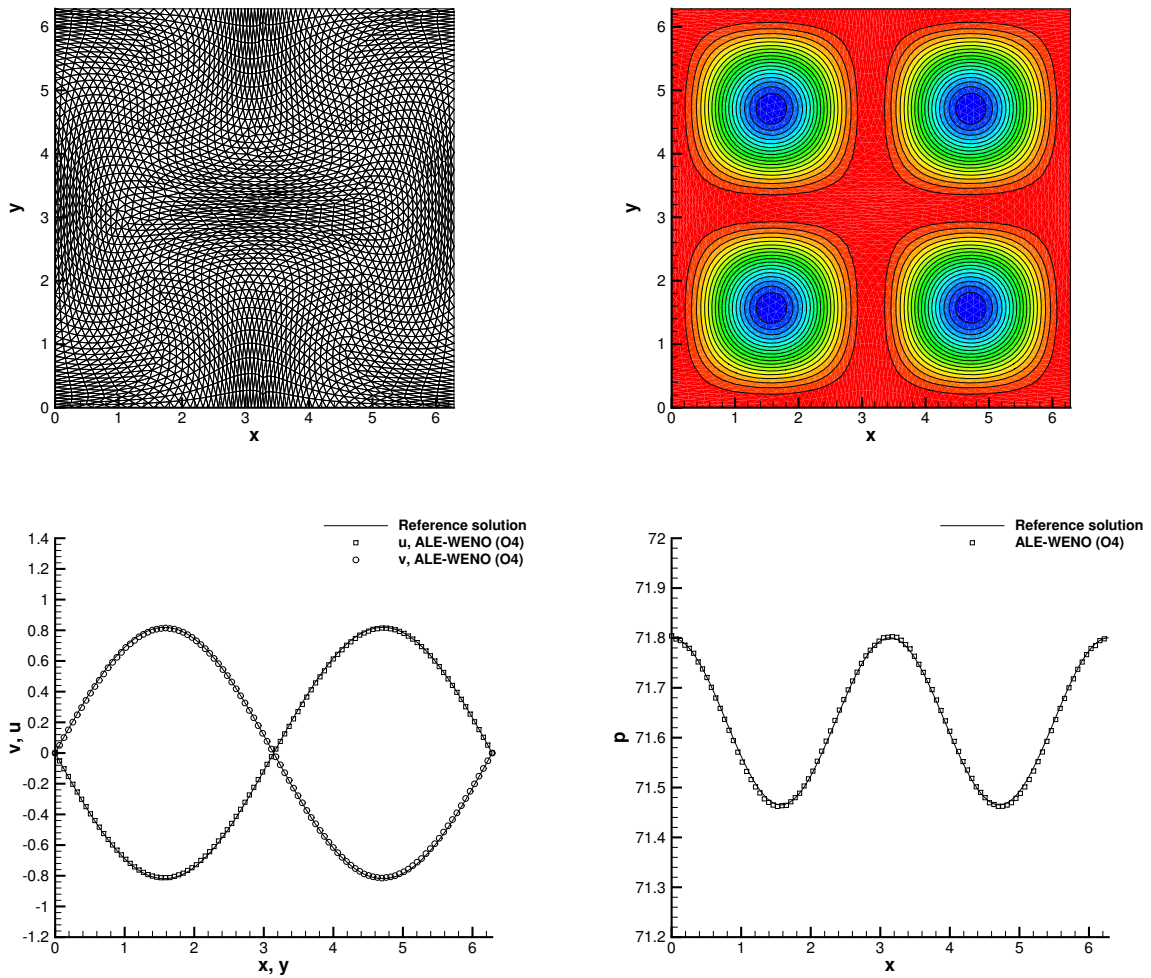 y
6
5
4
3
2
1
0
0 1 2 3 4 5 6
x
y
6
5
4
3
2
1
0
0 1 2 3 4 5 6
x
Reference solution
u, ALE-WENO (O4)
v, ALE-WENO (O4)
v, u
1.4
1.2
1
0.8
0.6
0.4
0.2
0
-0.2
-0.4
-0.6
-0.8
-1
-1.2
0 1 2 3 4 5 6
x, y
Reference solution
ALE-WENO (O4)
p
72
71.9
71.8
71.7
71.6
71.5
71.4
71.3
71.2
0 1 2 3 4 5 6
x